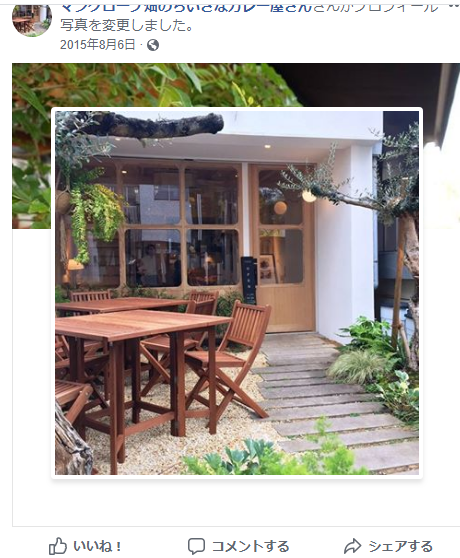 マングローブ畑のちいさなカレー屋さんさんがプロフィール
写真を変更しました。
2015年8月6日
いいね！ コメントする シェアする